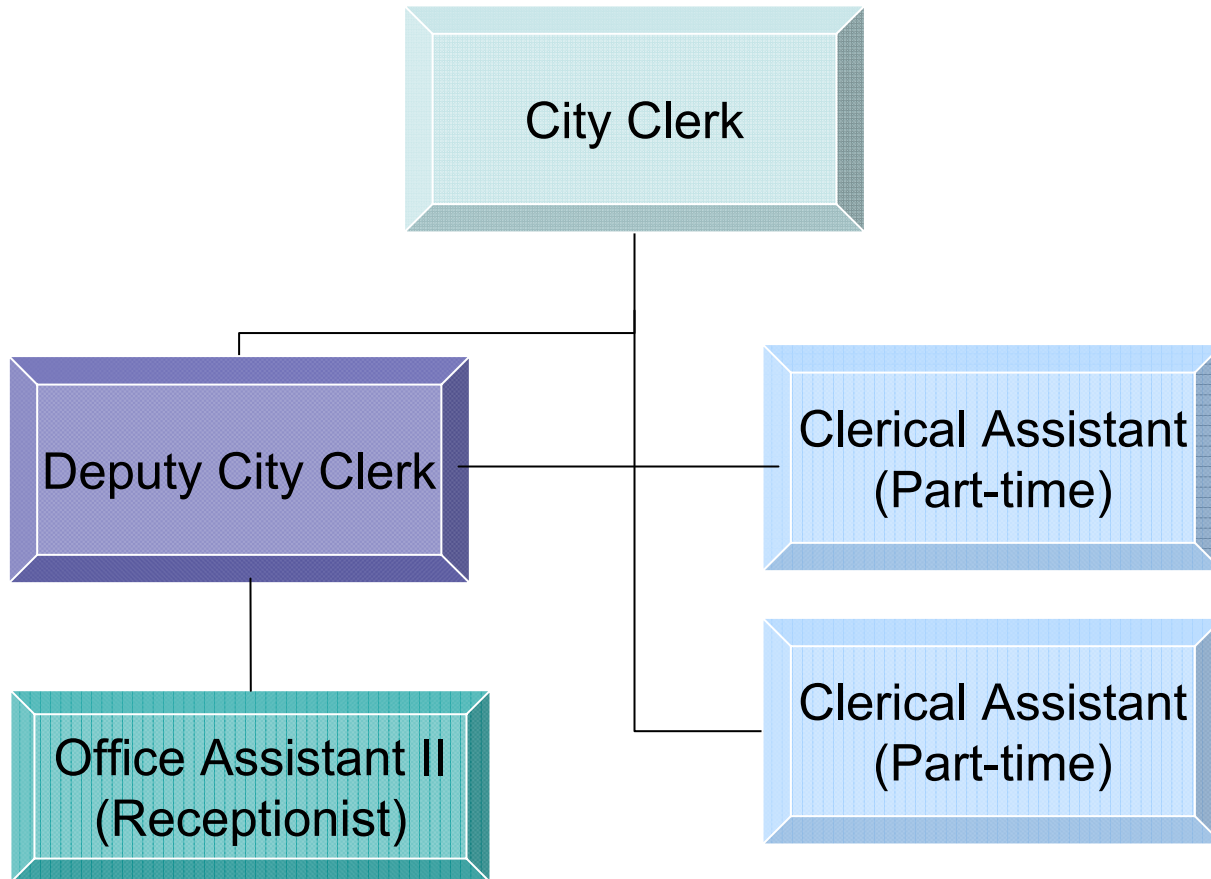 City Clerk
Deputy City Clerk
Clerical Assistant
(Part-time)
Clerical Assistant
(Part-time)
Office Assistant II
(Receptionist)